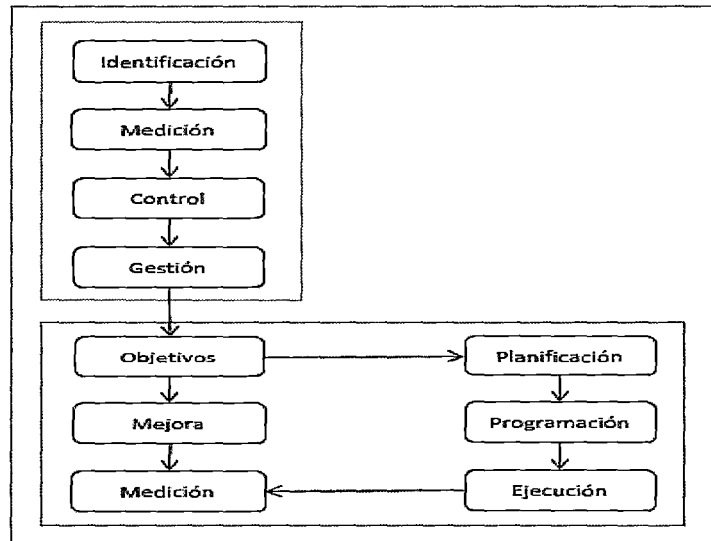 Identificación
Medición
Control
Gestión
Objetivos
Planificación
Mejora
Programación
Medición
Ejecución